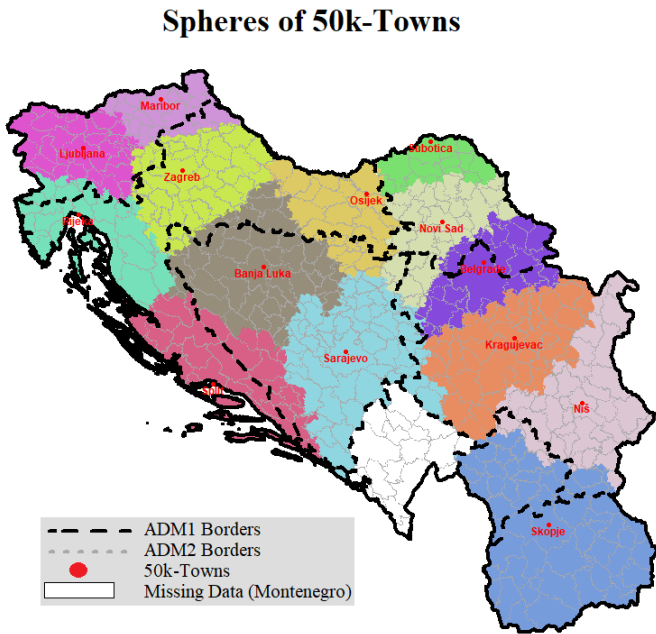 Spheres of 50k-Towns
Maribor
Ljubljana
Subotica
Zagreb
Osijek
Rijeka
Novi Sad
Banja Luka
Belgrade
Sarajevo
Kragujevac
Split
Niš
Skopje
ADM1 Borders
ADM2 Borders
50k-Towns
Missing Data (Montenegro)